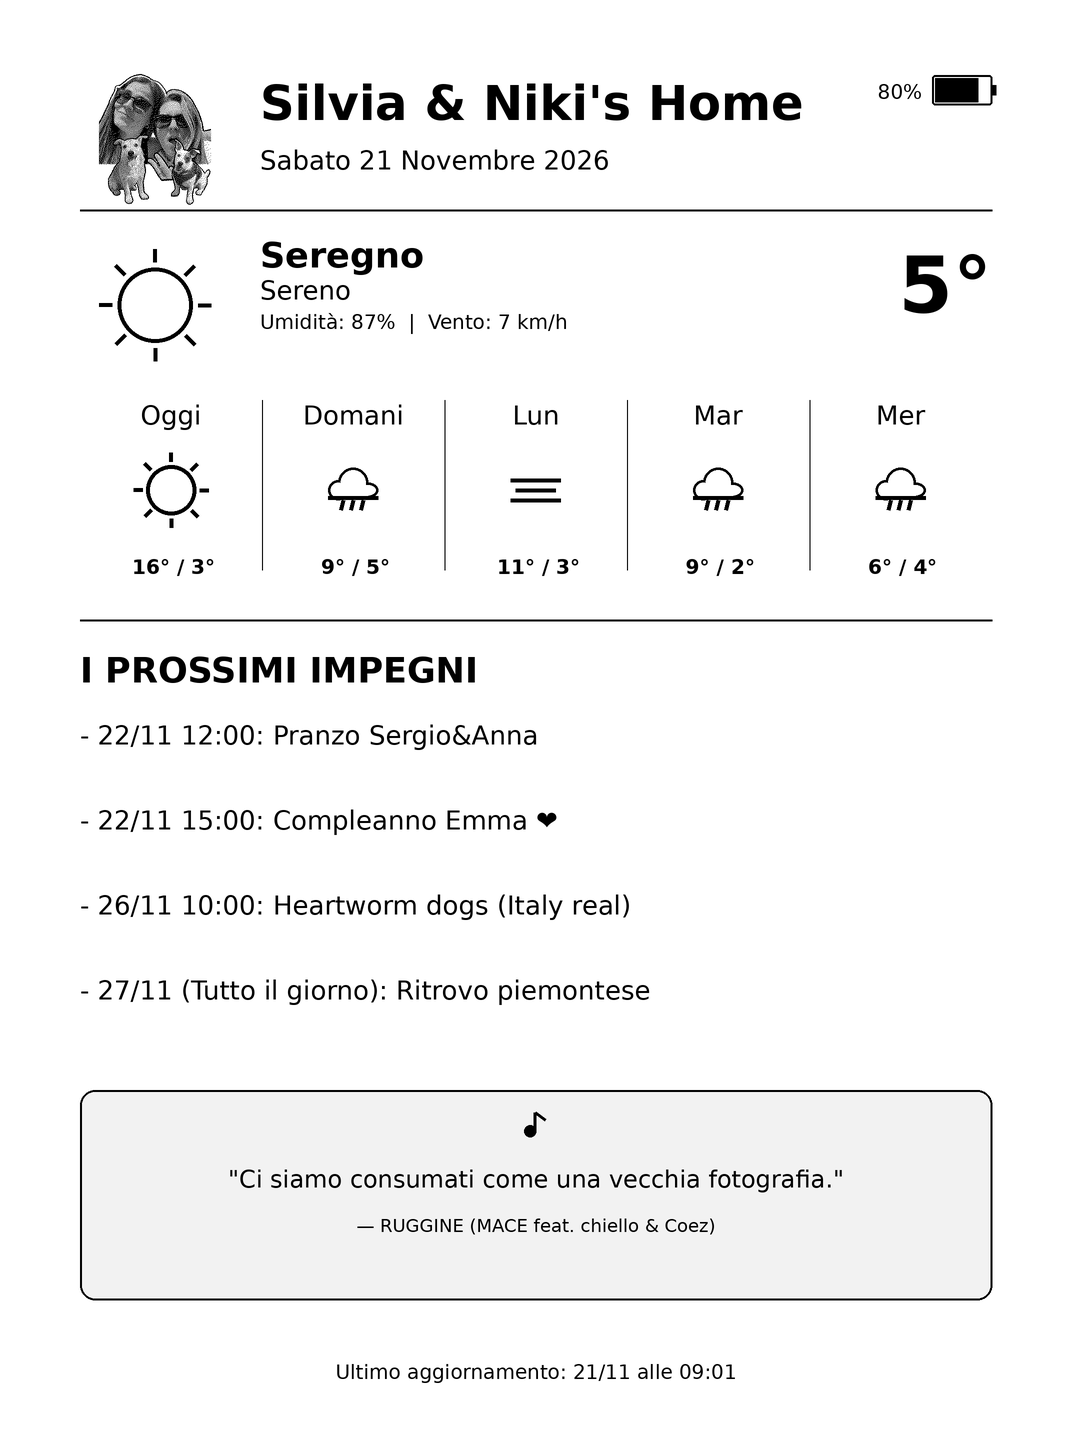 Silvia & Niki's Home
80%
Sabato 21 Novembre 2026
Seregno
Sereno
Umidità: 87% | Vento: 7 km/h
5°
Oggi Domani Lun Mar Mer
16° / 3° 9° / 5° 11° / 3° 9° / 2° 6° / 4°
I PROSSIMI IMPEGNI
- 22/11 12:00: Pranzo Sergio&Anna
- 22/11 15:00: Compleanno Emma ❤
- 26/11 10:00: Heartworm dogs (Italy real)
- 27/11 (Tutto il giorno): Ritrovo piemontese
"Ci siamo consumati come una vecchia fotografia."
— RUGGINE (MACE feat. chiello & Coez)
Ultimo aggiornamento: 21/11 alle 09:01